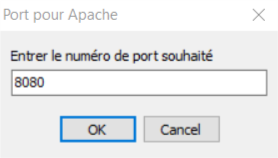 Port pour Apache
Entrer le numéro de port souhaité
8080
OK Cancel